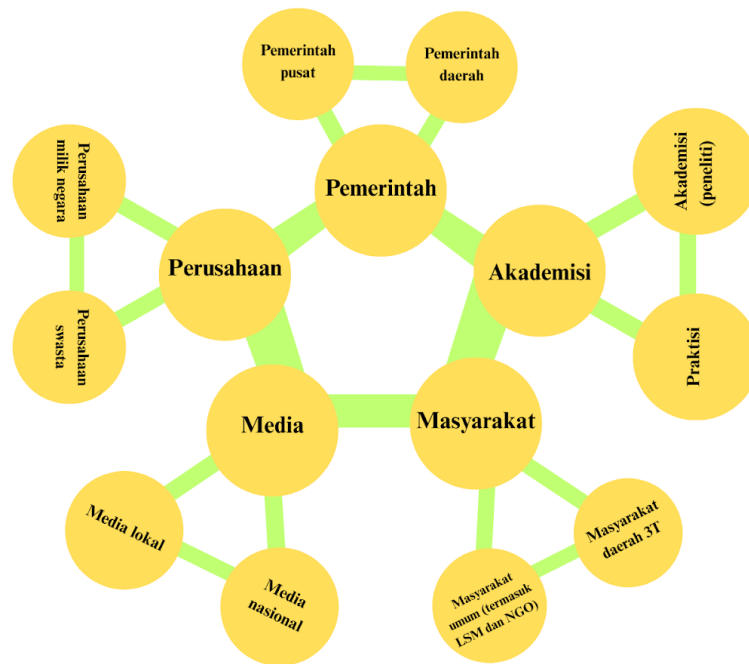 Pemerintah
pusat
Pemerintah
daerah
Pemerintah
Perusahaan
milik negara
Perusahaan
swasta
Perusahaan
Akademisi
Akademisi
(peneliti)
Praktisi
Media
Masyarakat
Media lokal
Media
nasional
Masyarakat
umum (termasuk
LSM dan NGO)
Masyarakat
daerah 3T